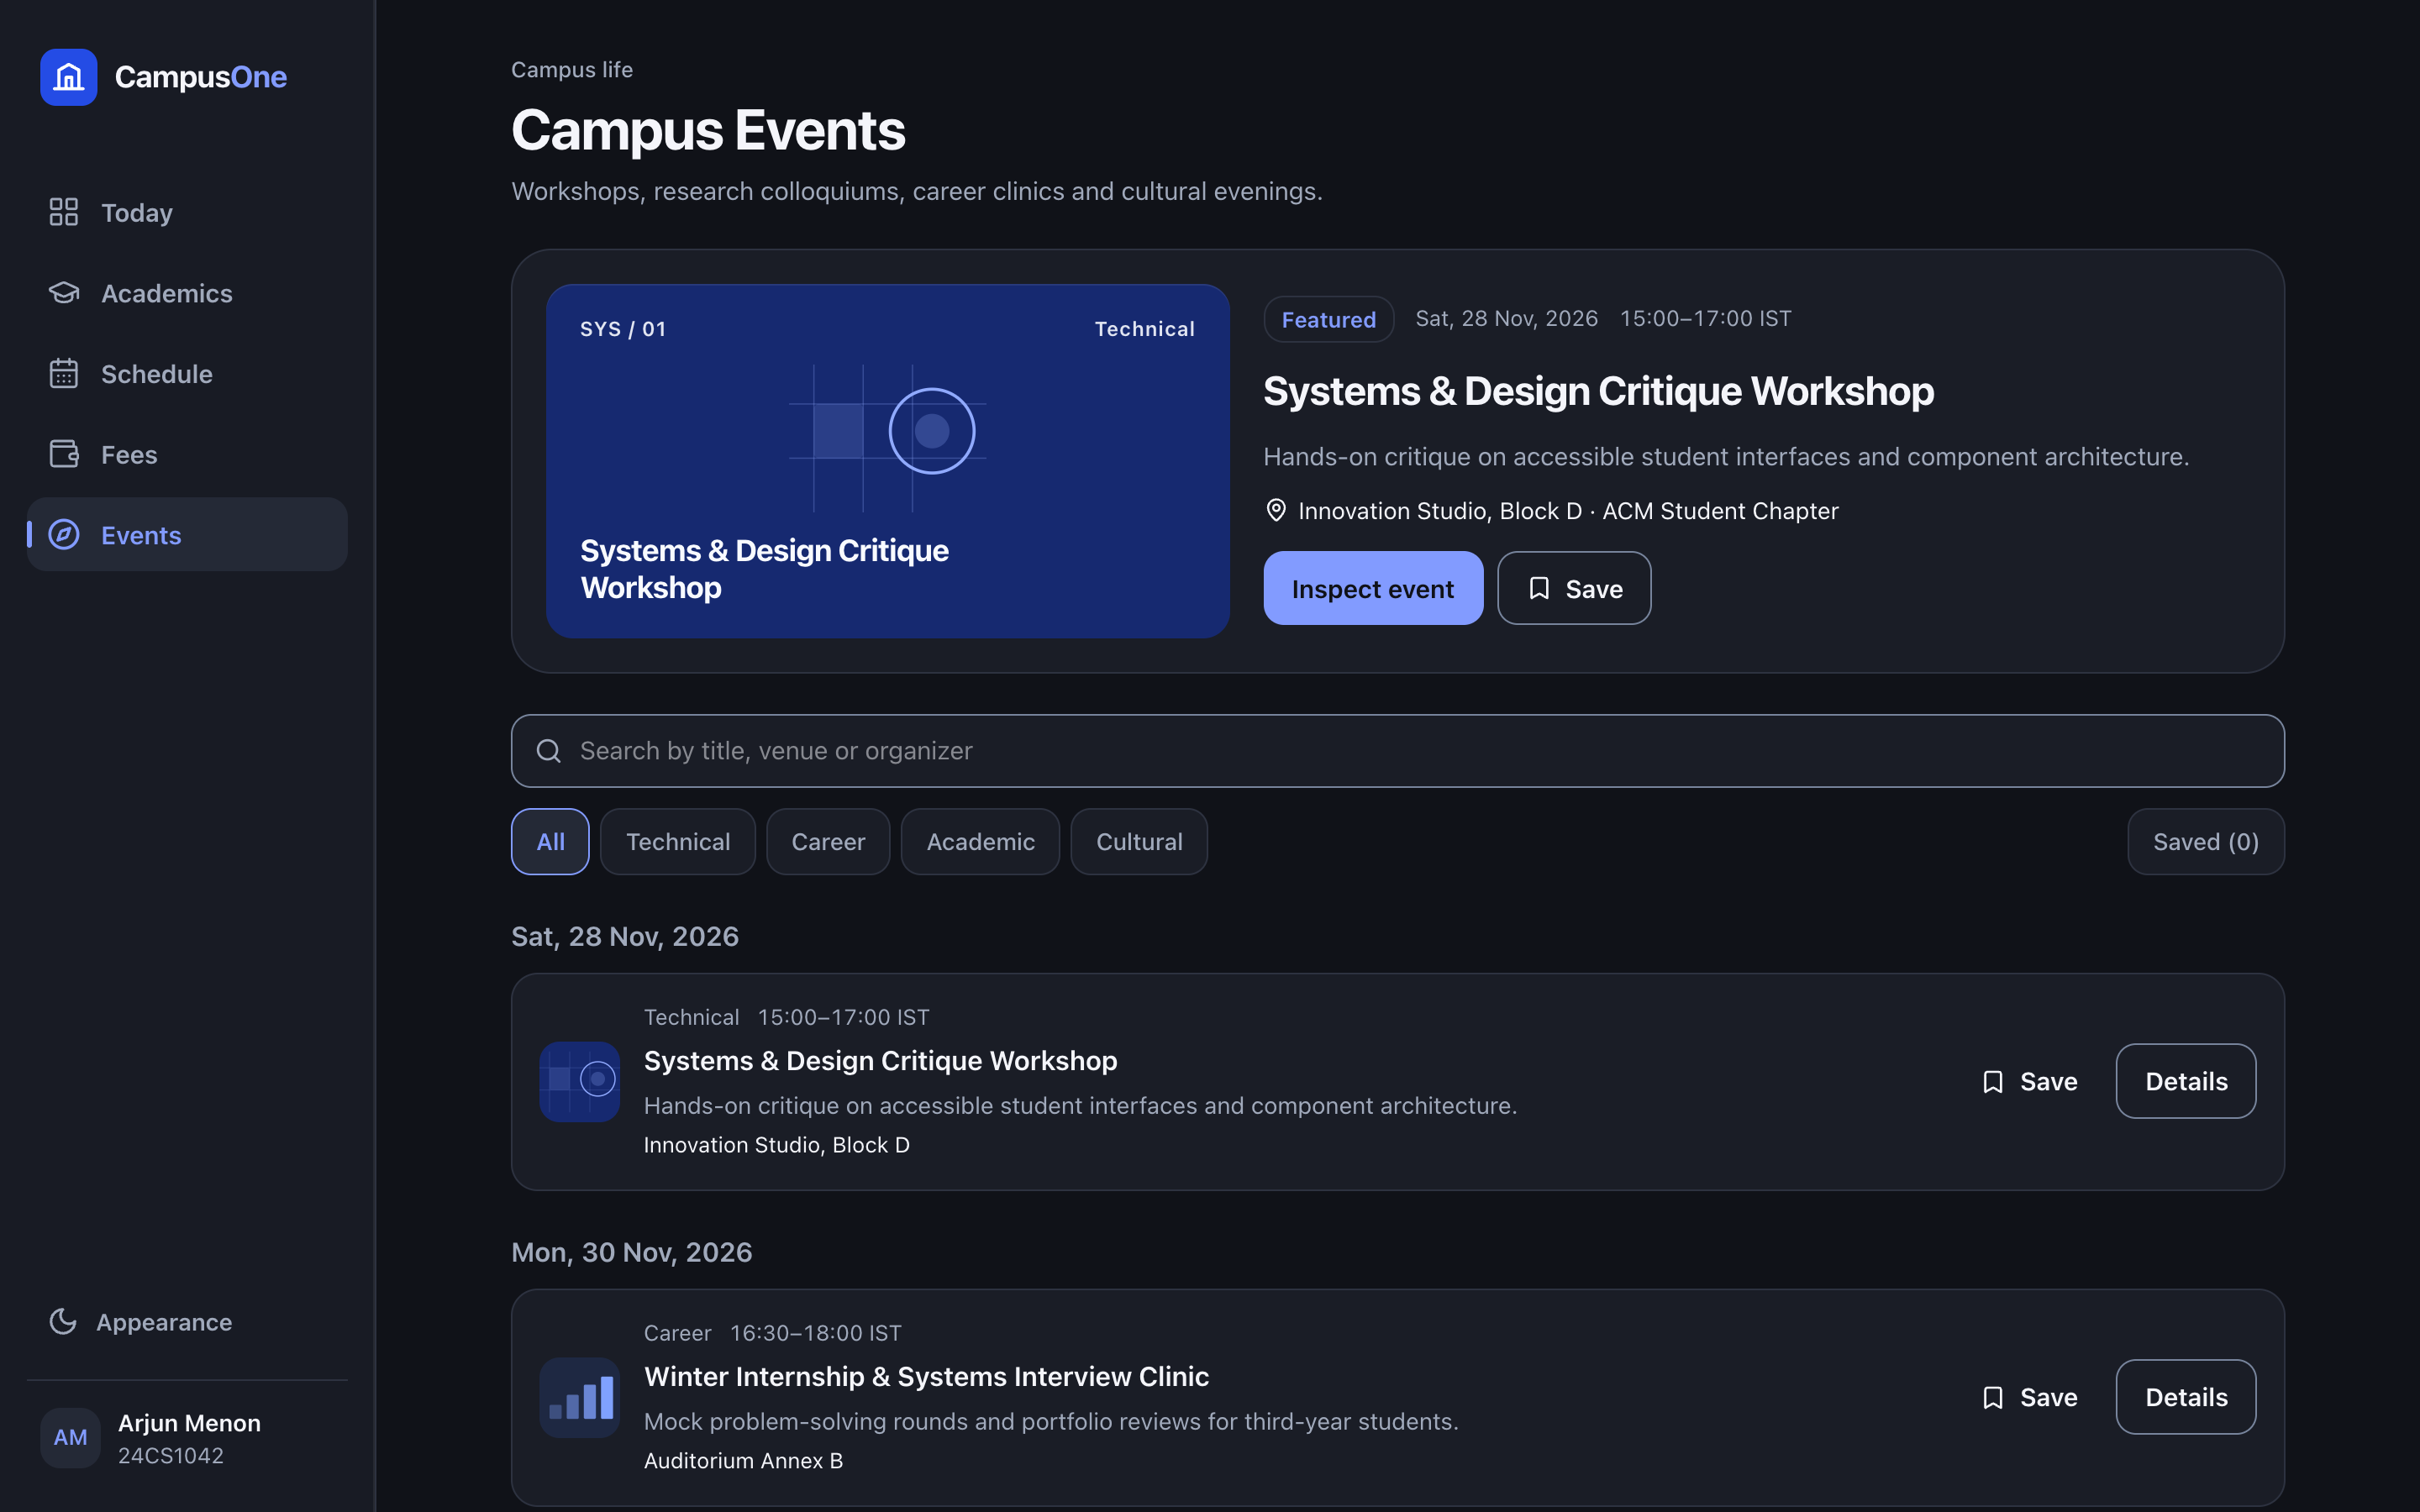 CampusOne
Today
Academics
Schedule
Fees
Events
Appearance
AM
Arjun Menon
24CS1042
Campus life
Campus Events
Workshops, research colloquiums, career clinics and cultural evenings.
SYS / 01
Technical
Systems & Design Critique
Workshop
Featured
Sat, 28 Nov, 2026
15:00–17:00 IST
Systems & Design Critique Workshop
Hands-on critique on accessible student interfaces and component architecture.
Innovation Studio, Block D · ACM Student Chapter
Inspect event
Save
Search by title, venue or organizer
All
Technical
Career
Academic
Cultural
Saved (0)
Sat, 28 Nov, 2026
Technical 15:00–17:00 IST
Systems & Design Critique Workshop
Hands-on critique on accessible student interfaces and component architecture.
Innovation Studio, Block D
Save
Details
Mon, 30 Nov, 2026
Career 16:30–18:00 IST
Winter Internship & Systems Interview Clinic
Mock problem-solving rounds and portfolio reviews for third-year students.
Auditorium Annex B
Save
Details